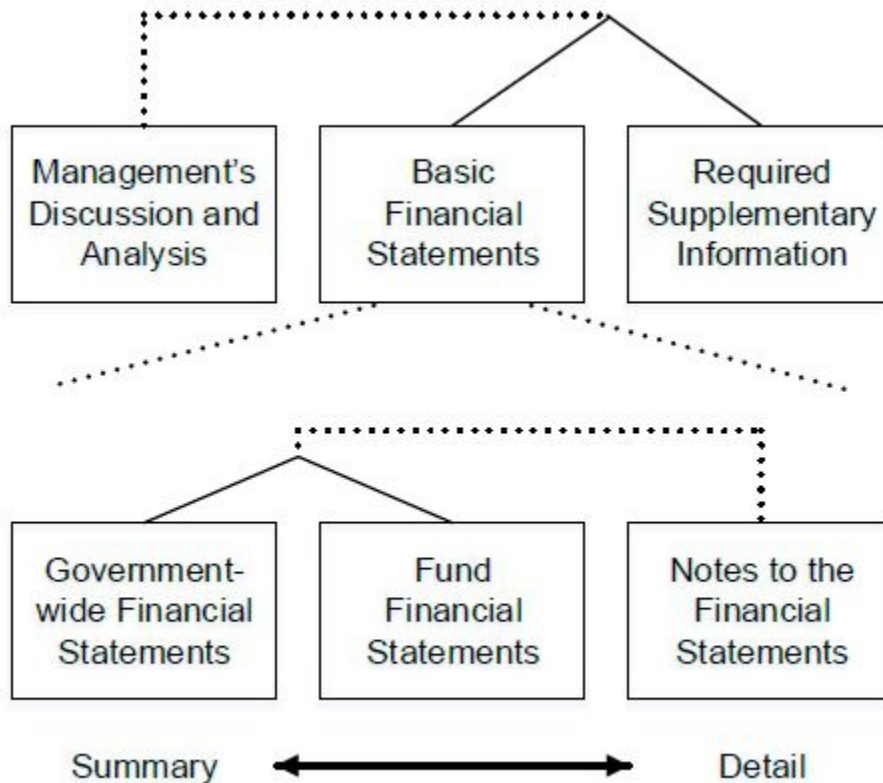 Management's
Discussion and
Analysis
Basic
Financial
Statements
Required
Supplementary
Information
Government-
wide Financial
Statements
Fund
Financial
Statements
Notes to the
Financial
Statements
Summary
Detail